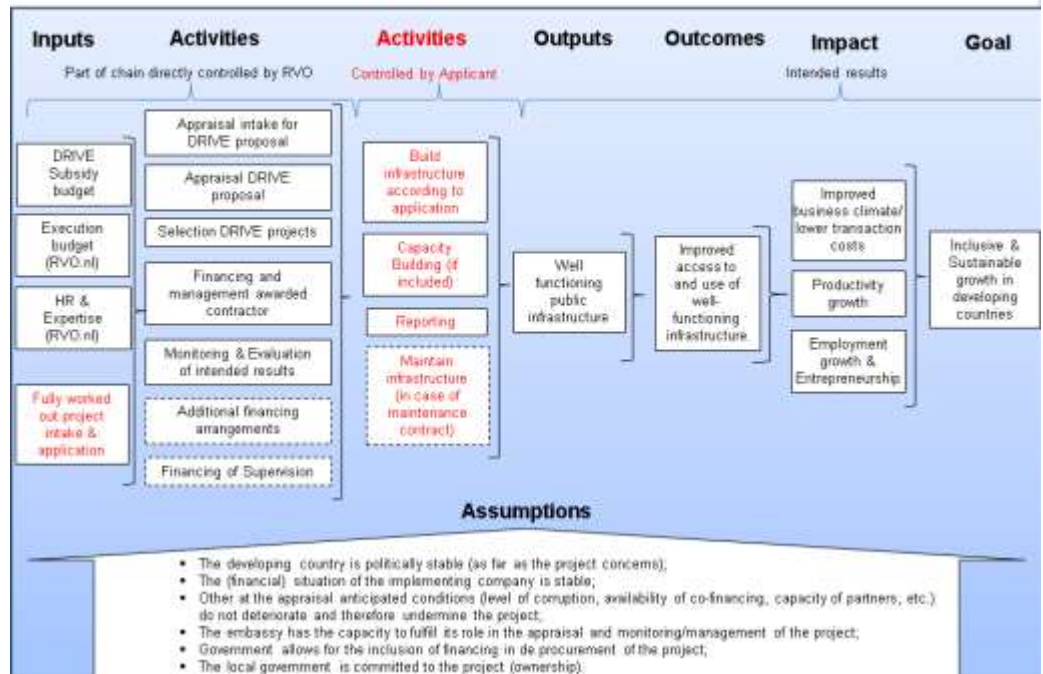 Inputs
Activities
Activities
Outputs
Outcomes
Impact
Goal
Part of chain directly controlled by RVO
Controlled by Applicant
Intended results
DRIVE
Subsidy
budget
Execution
budget
(RVO.nl)
HR &
Expertise
(RVO.nl)
Fully worked
out project
intake &
application
Appraisal intake for
DRIVE proposal
Appraisal DRIVE
proposal
Selection DRIVE projects
Financing and
management awarded
contractor
Monitoring & Evaluation
of intended results
Additional financing
arrangements
Financing of Supervision
Build
infrastructure
according to
application
Capacity
Building (if
included)
Reporting
Maintain
infrastructure
(in case of
maintenance
contract)
Well
functioning
public
infrastructure
Improved
access to
and use of
well-
functioning
infrastructure.
Improved
business climate/
lower transaction
costs
Productivity
growth
Employment
growth &
Entrepreneurship
Inclusive &
Sustainable
growth in
developing
countries
Assumptions
• The developing country is politically stable (as far as the project concerns);
• The (financial) situation of the implementing company is stable;
• Other at the appraisal anticipated conditions (level of corruption, availability of co-financing, capacity of partners, etc.)
do not deteriorate and therefore undermine the project;
• The embassy has the capacity to fulfill its role in the appraisal and monitoring/management of the project;
• Government allows for the inclusion of financing in de procurement of the project;
• The local government is committed to the project (ownership).